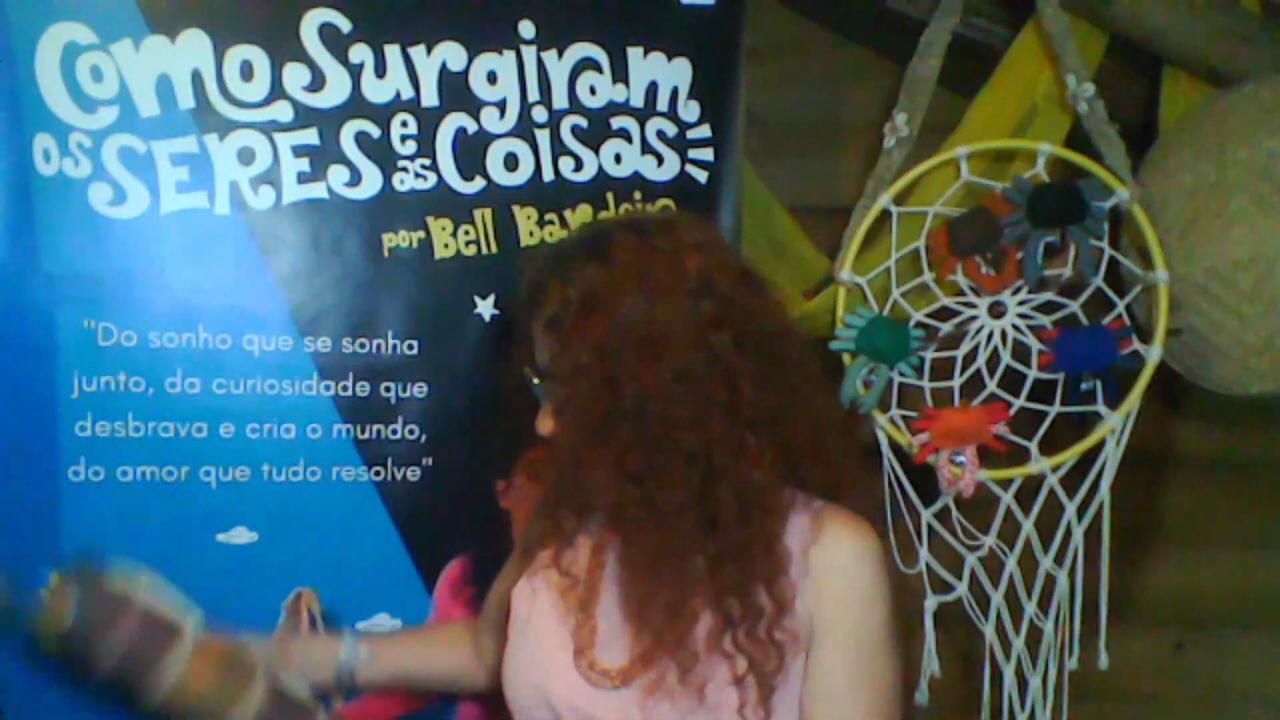 Como Surgiram
os SERES e as Coisas
por Bell
"Do sonho que se sonha
junto, da curiosidade que
desbrava e cria o mundo,
do amor que tudo resolve"